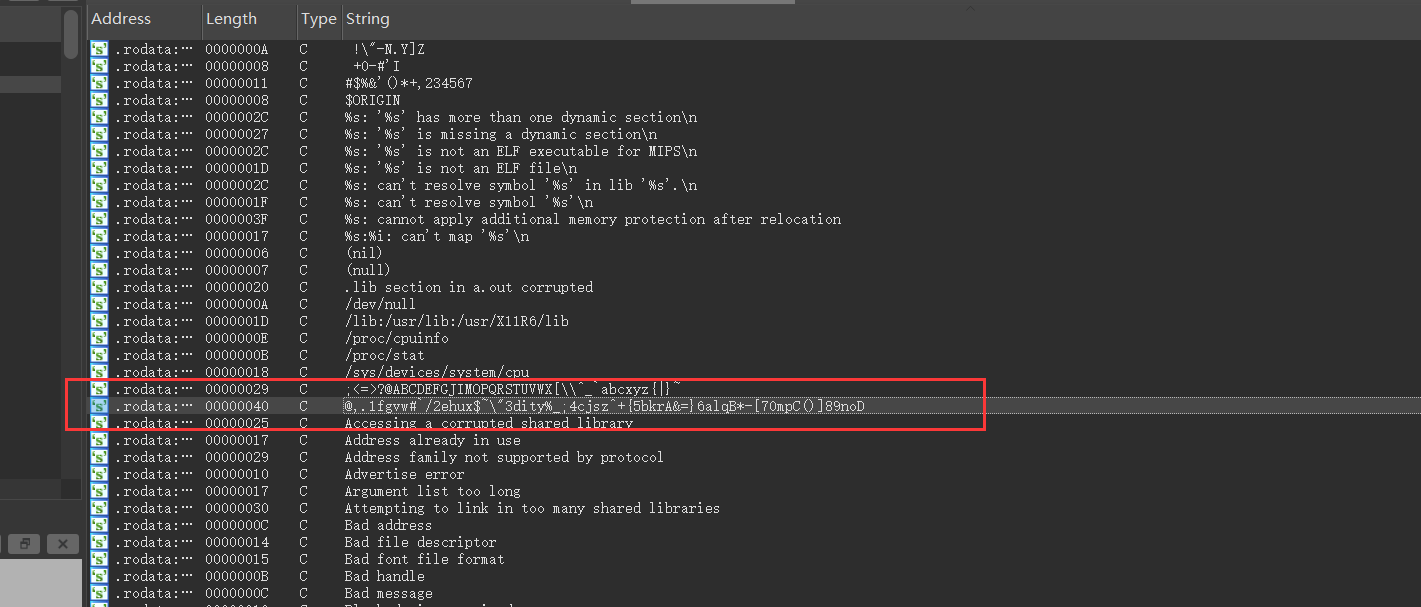 Address Length Type String
.rodata:··· 0000000A C  !\"-N.Y]Z
.rodata:··· 00000008 C  +0-#'I
.rodata:··· 00000011 C #$%&'()*+,234567
.rodata:··· 00000008 C $ORIGIN
.rodata:··· 0000002C C %s: '%s' has more than one dynamic section\n
.rodata:··· 00000027 C %s: '%s' is missing a dynamic section\n
.rodata:··· 0000002C C %s: '%s' is not an ELF executable for MIPS\n
.rodata:··· 0000001D C %s: '%s' is not an ELF file\n
.rodata:··· 0000002C C %s: can't resolve symbol '%s' in lib '%s'.\n
.rodata:··· 0000001F C %s: can't resolve symbol '%s'\n
.rodata:··· 0000003F C %s: cannot apply additional memory protection after relocation
.rodata:··· 00000017 C %s:%i: can't map '%s'\n
.rodata:··· 00000006 C (nil)
.rodata:··· 00000007 C (null)
.rodata:··· 00000020 C .lib section in a.out corrupted
.rodata:··· 0000000A C /dev/null
.rodata:··· 0000001D C /lib:/usr/lib:/usr/X11R6/lib
.rodata:··· 0000000E C /proc/cpuinfo
.rodata:··· 0000000B C /proc/stat
.rodata:··· 00000018 C /sys/devices/system/cpu
.rodata:··· 00000029 C ;<=>?@ABCDEFGJIMOPQRSTUVWX[\\^_`abcxyz{|}~
.rodata:··· 00000040 C @,.1fgvw#`/2ehux$~\"3dity%_;4cjsz^+{5bkrA&=}6alqB*-[70mpC()]89noD
.rodata:··· 00000025 C Accessing a corrupted shared library
.rodata:··· 00000017 C Address already in use
.rodata:··· 00000029 C Address family not supported by protocol
.rodata:··· 00000010 C Advertise error
.rodata:··· 00000017 C Argument list too long
.rodata:··· 00000030 C Attempting to link in too many shared libraries
.rodata:··· 0000000C C Bad address
.rodata:··· 00000014 C Bad file descriptor
.rodata:··· 00000015 C Bad font file format
.rodata:··· 0000000B C Bad handle
.rodata:··· 0000000C C Bad message